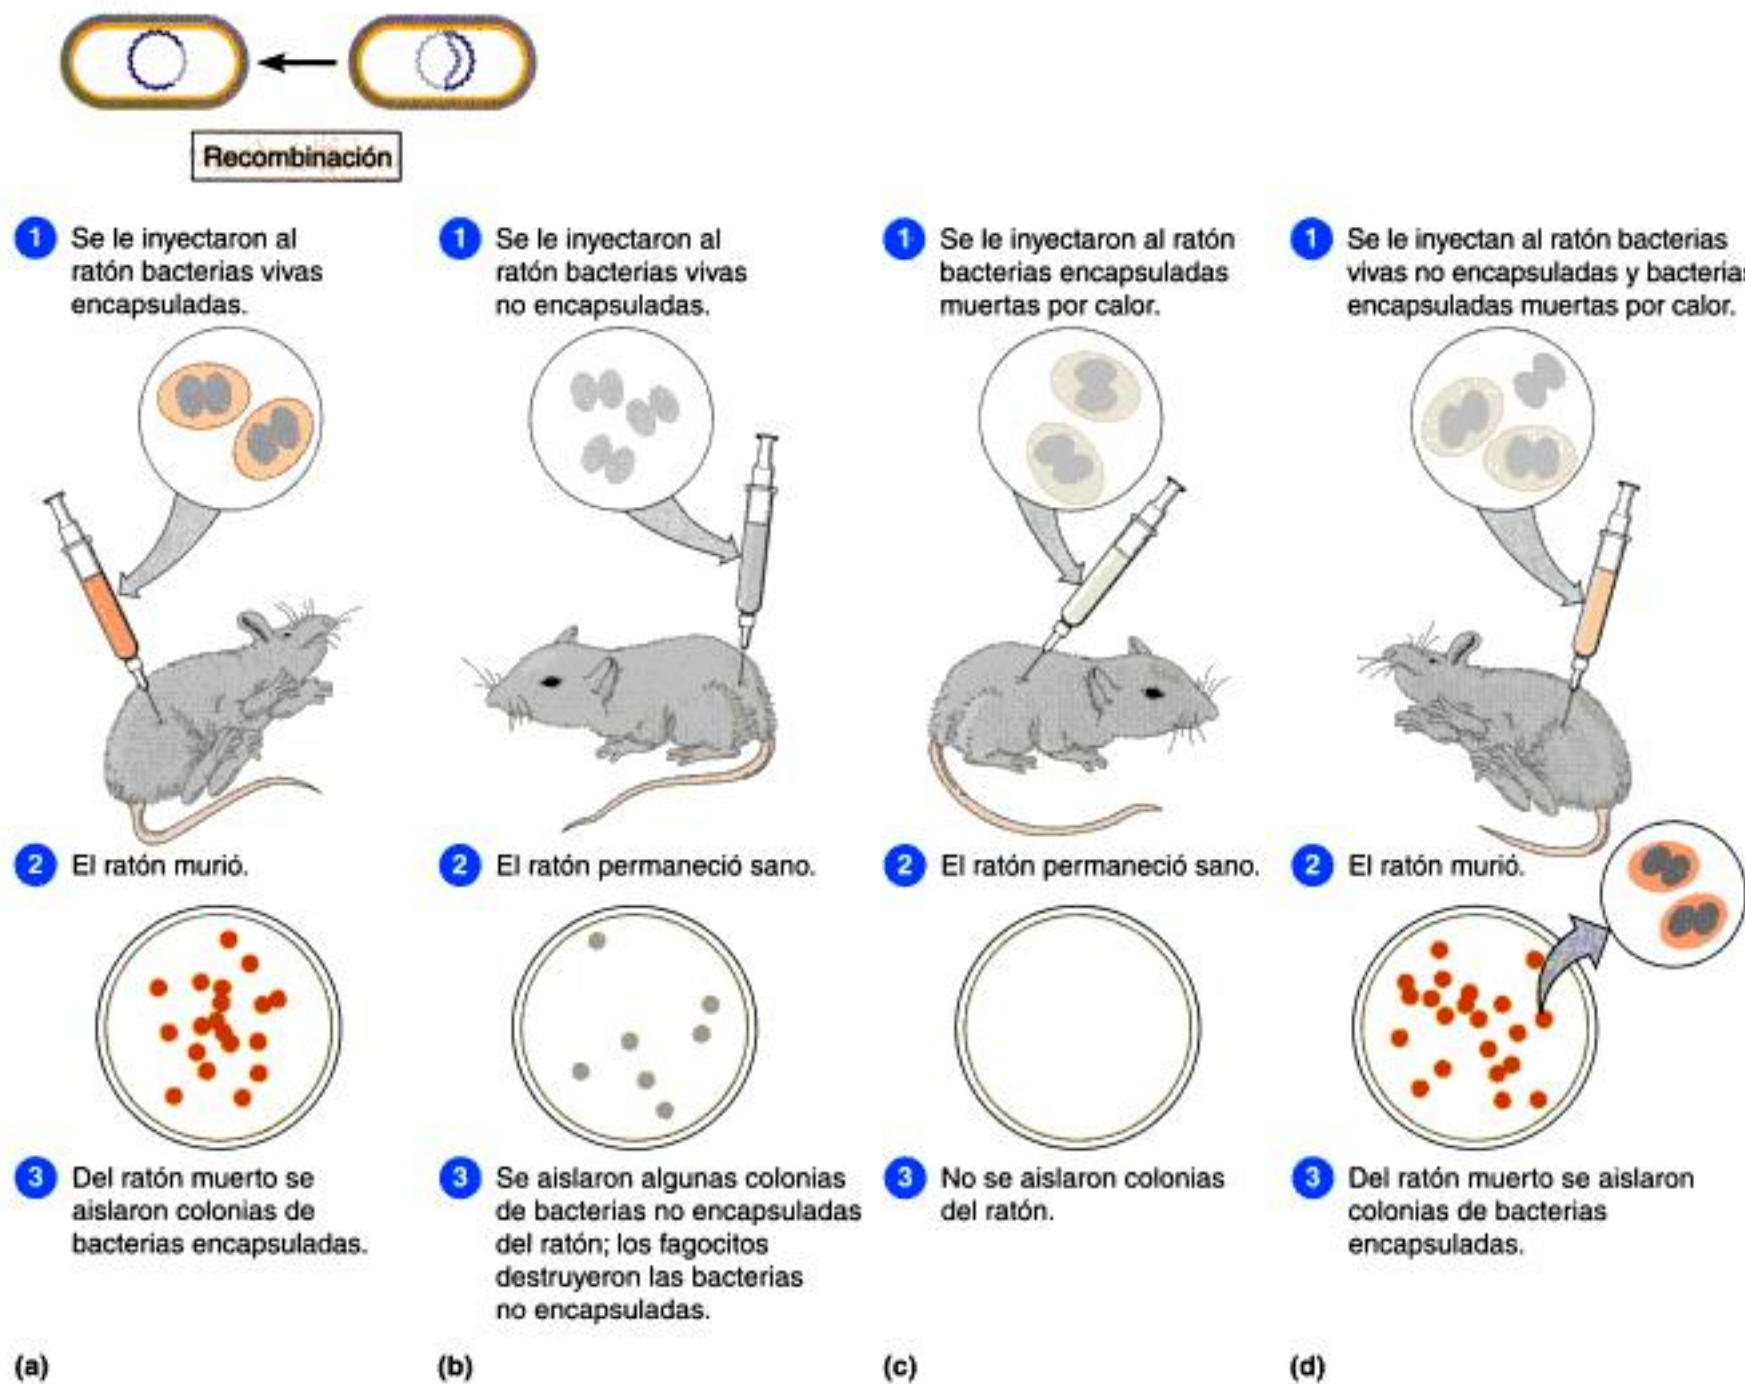 Recombinación
1 Se le inyectaron al
ratón bacterias vivas
encapsuladas.
1 Se le inyectaron al
ratón bacterias vivas
no encapsuladas.
1 Se le inyectaron al ratón
bacterias encapsuladas
muertas por calor.
1 Se le inyectan al ratón bacterias
vivas no encapsuladas y bacterias
encapsuladas muertas por calor.
2 El ratón murió.
2 El ratón permaneció sano.
2 El ratón permaneció sano.
2 El ratón murió.
3 Del ratón muerto se
aislaron colonias de
bacterias encapsuladas.
3 Se aislaron algunas colonias
de bacterias no encapsuladas
del ratón; los fagocitos
destruyeron las bacterias
no encapsuladas.
3 No se aislaron colonias
del ratón.
3 Del ratón muerto se aislaron
colonias de bacterias
encapsuladas.
(a)
(b)
(c)
(d)